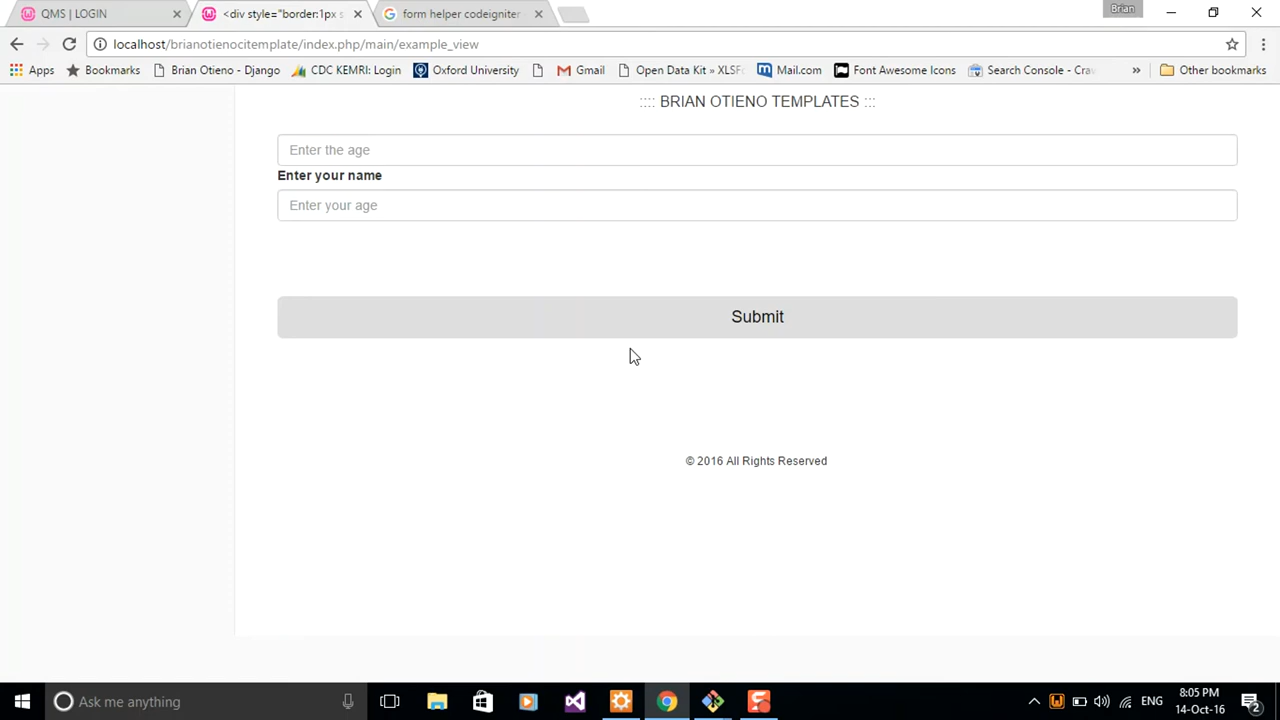 QMS | LOGIN
<div style="border:1px s
form helper codeigniter
Brian
localhost/brianotienocitemplate/index.php/main/example_view
Apps Bookmarks Brian Otieno - Django CDC KEMRI: Login Oxford University Gmail Open Data Kit » XLSFo Mail.com Font Awesome Icons Search Console - Craw » Other bookmarks
:::: BRIAN OTIENO TEMPLATES :::
Enter the age
Enter your name
Enter your age
Submit
© 2016 All Rights Reserved
Ask me anything
ENG
8:05 PM
14-Oct-16
2